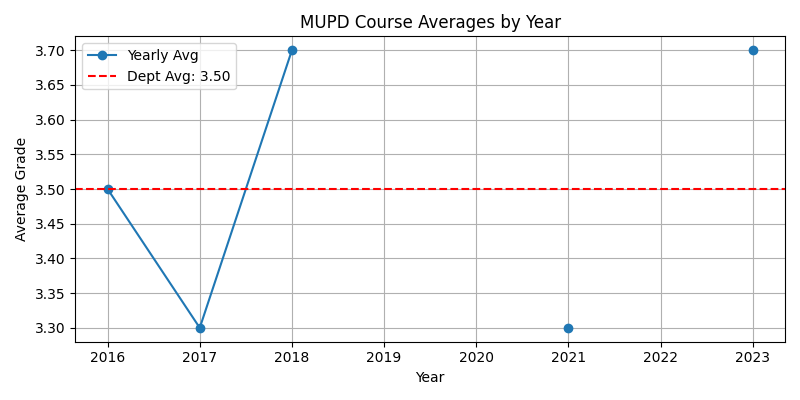 MUPD Course Averages by Year
Yearly Avg
Dept Avg: 3.50
Average Grade
3.70
3.65
3.60
3.55
3.50
3.45
3.40
3.35
3.30
2016 2017 2018 2019 2020 2021 2022 2023
Year